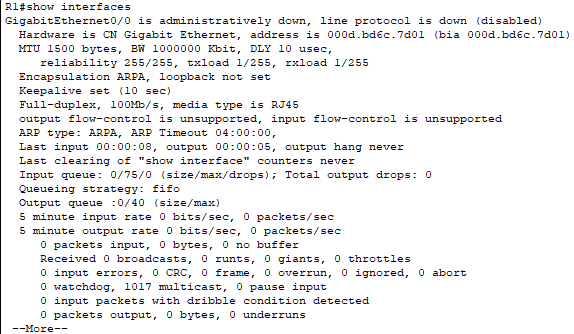 R1#show interfaces
GigabitEthernet0/0 is administratively down, line protocol is down (disabled)
Hardware is CN Gigabit Ethernet, address is 000d.bd6c.7d01 (bia 000d.bd6c.7d01)
MTU 1500 bytes, BW 1000000 Kbit, DLY 10 usec,
reliability 255/255, txload 1/255, rxload 1/255
Encapsulation ARPA, loopback not set
Keepalive set (10 sec)
Full-duplex, 100Mb/s, media type is RJ45
output flow-control is unsupported, input flow-control is unsupported
ARP type: ARPA, ARP Timeout 04:00:00,
Last input 00:00:08, output 00:00:05, output hang never
Last clearing of "show interface" counters never
Input queue: 0/75/0 (size/max/drops); Total output drops: 0
Queueing strategy: fifo
Output queue :0/40 (size/max)
5 minute input rate 0 bits/sec, 0 packets/sec
5 minute output rate 0 bits/sec, 0 packets/sec
0 packets input, 0 bytes, 0 no buffer
Received 0 broadcasts, 0 runts, 0 giants, 0 throttles
0 input errors, 0 CRC, 0 frame, 0 overrun, 0 ignored, 0 abort
0 watchdog, 1017 multicast, 0 pause input
0 input packets with dribble condition detected
0 packets output, 0 bytes, 0 underruns
--More--